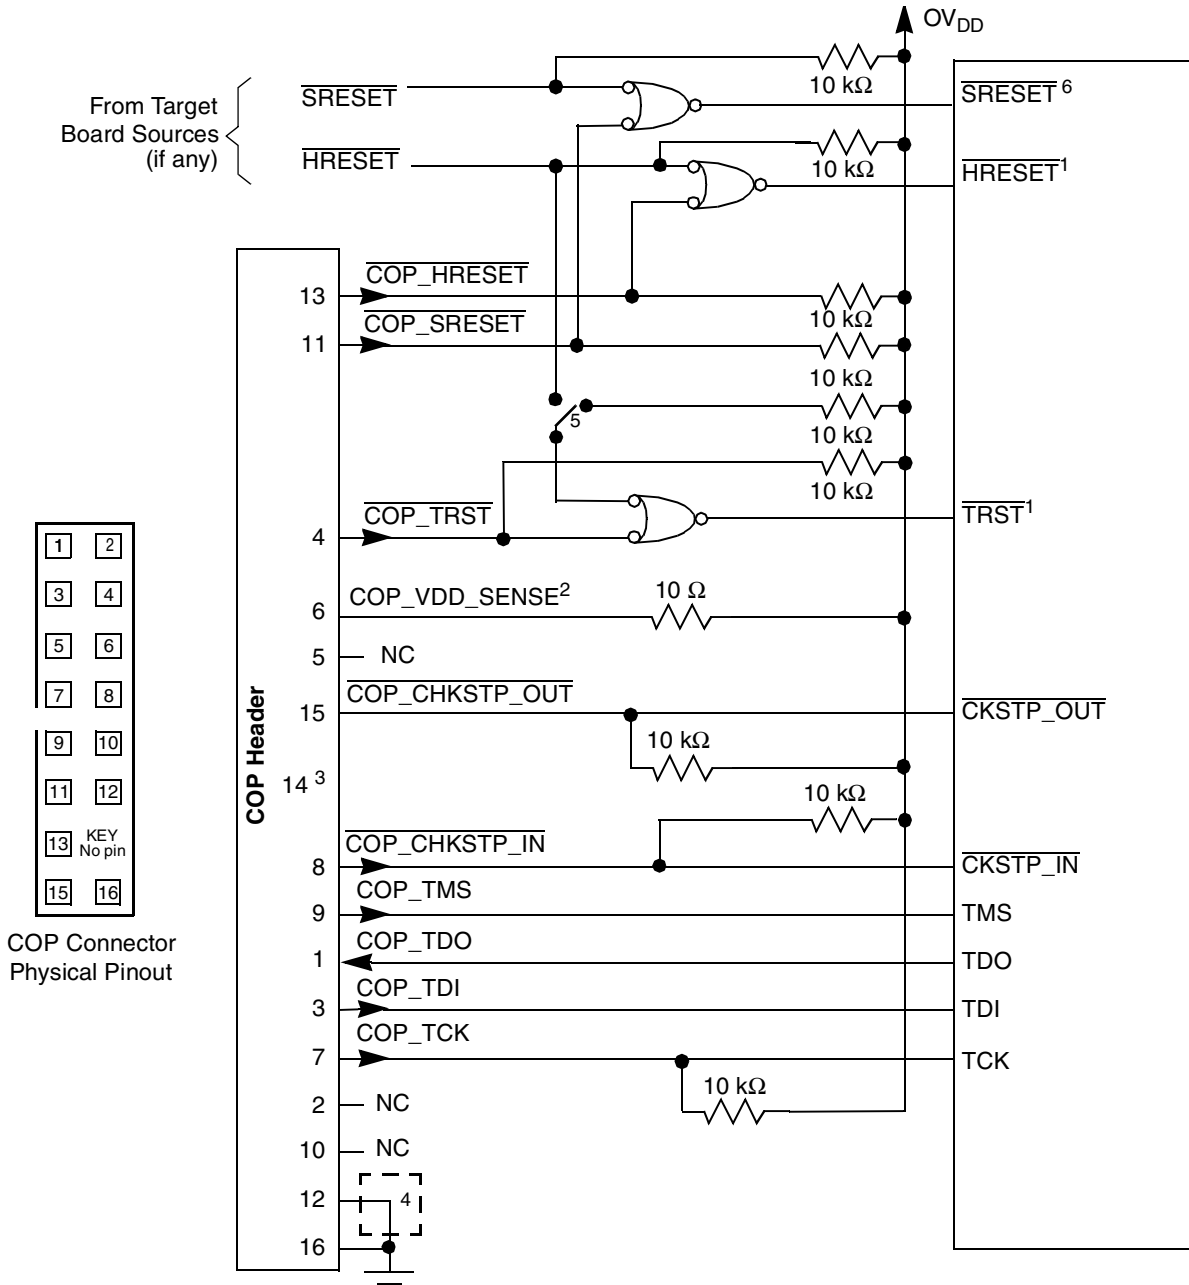 OVDD
10 kΩ
SRESET
SRESET 6
From Target
Board Sources
(if any)
10 kΩ
HRESET
HRESET1
COP_HRESET
13
10 kΩ
COP_SRESET
11
10 kΩ
5
10 kΩ
10 kΩ
COP_TRST
4
TRST1
COP_VDD_SENSE2
10 Ω
6
5
NC
COP_CHKSTP_OUT
15
CKSTP_OUT
10 kΩ
COP Header
14 3
10 kΩ
COP_CHKSTP_IN
8
CKSTP_IN
COP_TMS
9
TMS
COP_TDO
1
TDO
COP_TDI
3
TDI
COP_TCK
7
TCK
10 kΩ
2
NC
10
NC
12
4
16
1 2
3 4
5 6
7 8
9 10
11 12
13 KEY
No pin
15 16
COP Connector
Physical Pinout